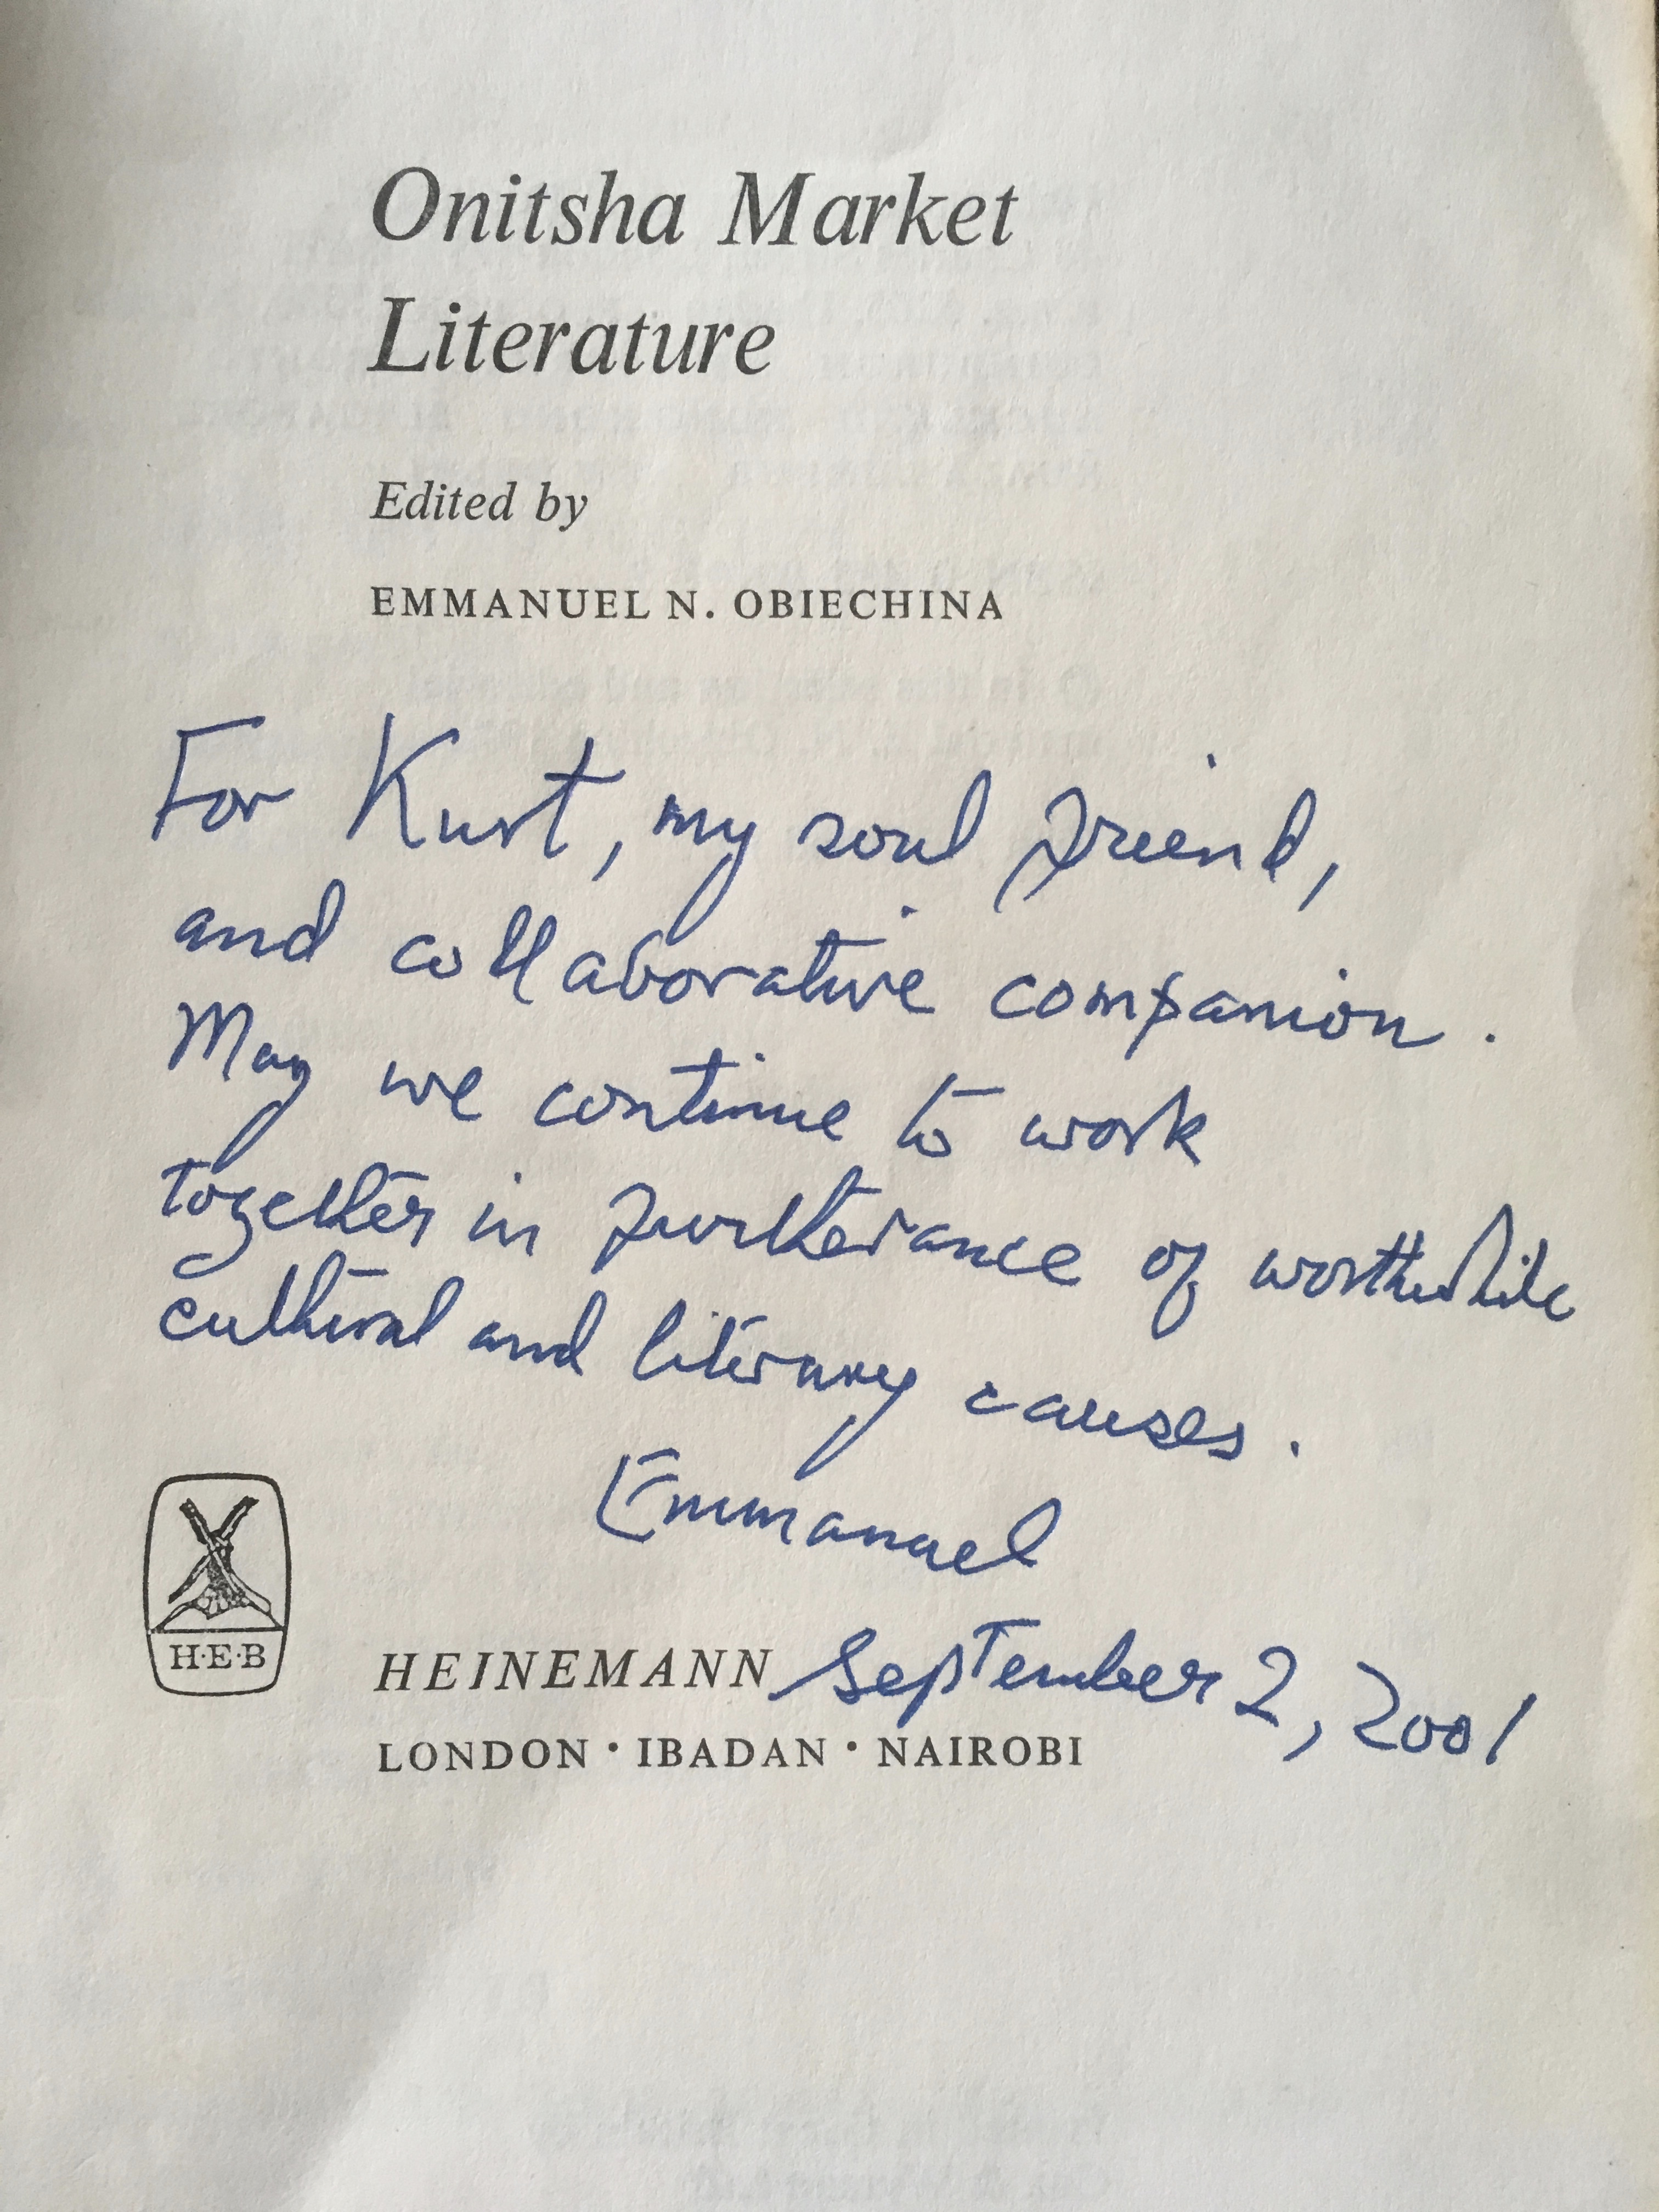 Onitsha Market
Literature
Edited by
EMMANUEL N. OBIECHINA
For Kurt, my soul friend,
and collaborative companion.
May we continue to work
together in furtherance of worthwhile
cultural and literary causes.
Emmanuel
September 2, 2001
H·E·B
HEINEMANN
LONDON · IBADAN · NAIROBI